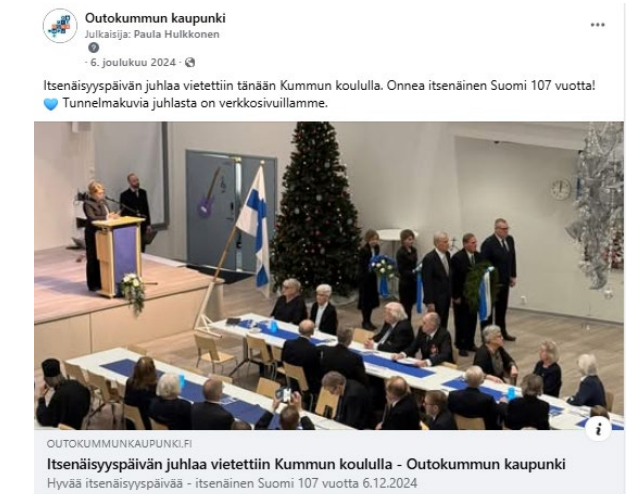 Outokummun kaupunki
Julkaisija: Paula Hulkkonen
· 6. joulukuu 2024 ·
Itsenäisyyspäivän juhlaa vietettiin tänään Kummun koululla. Onnea itsenäinen Suomi 107 vuotta!
Tunnelmakuvia juhlasta on verkkosivuillamme.
OUTOKUMMUNKAUPUNKI.FI
Itsenäisyyspäivän juhlaa vietettiin Kummun koululla - Outokummun kaupunki
Hyvää itsenäisyyspäivää - itsenäinen Suomi 107 vuotta 6.12.2024